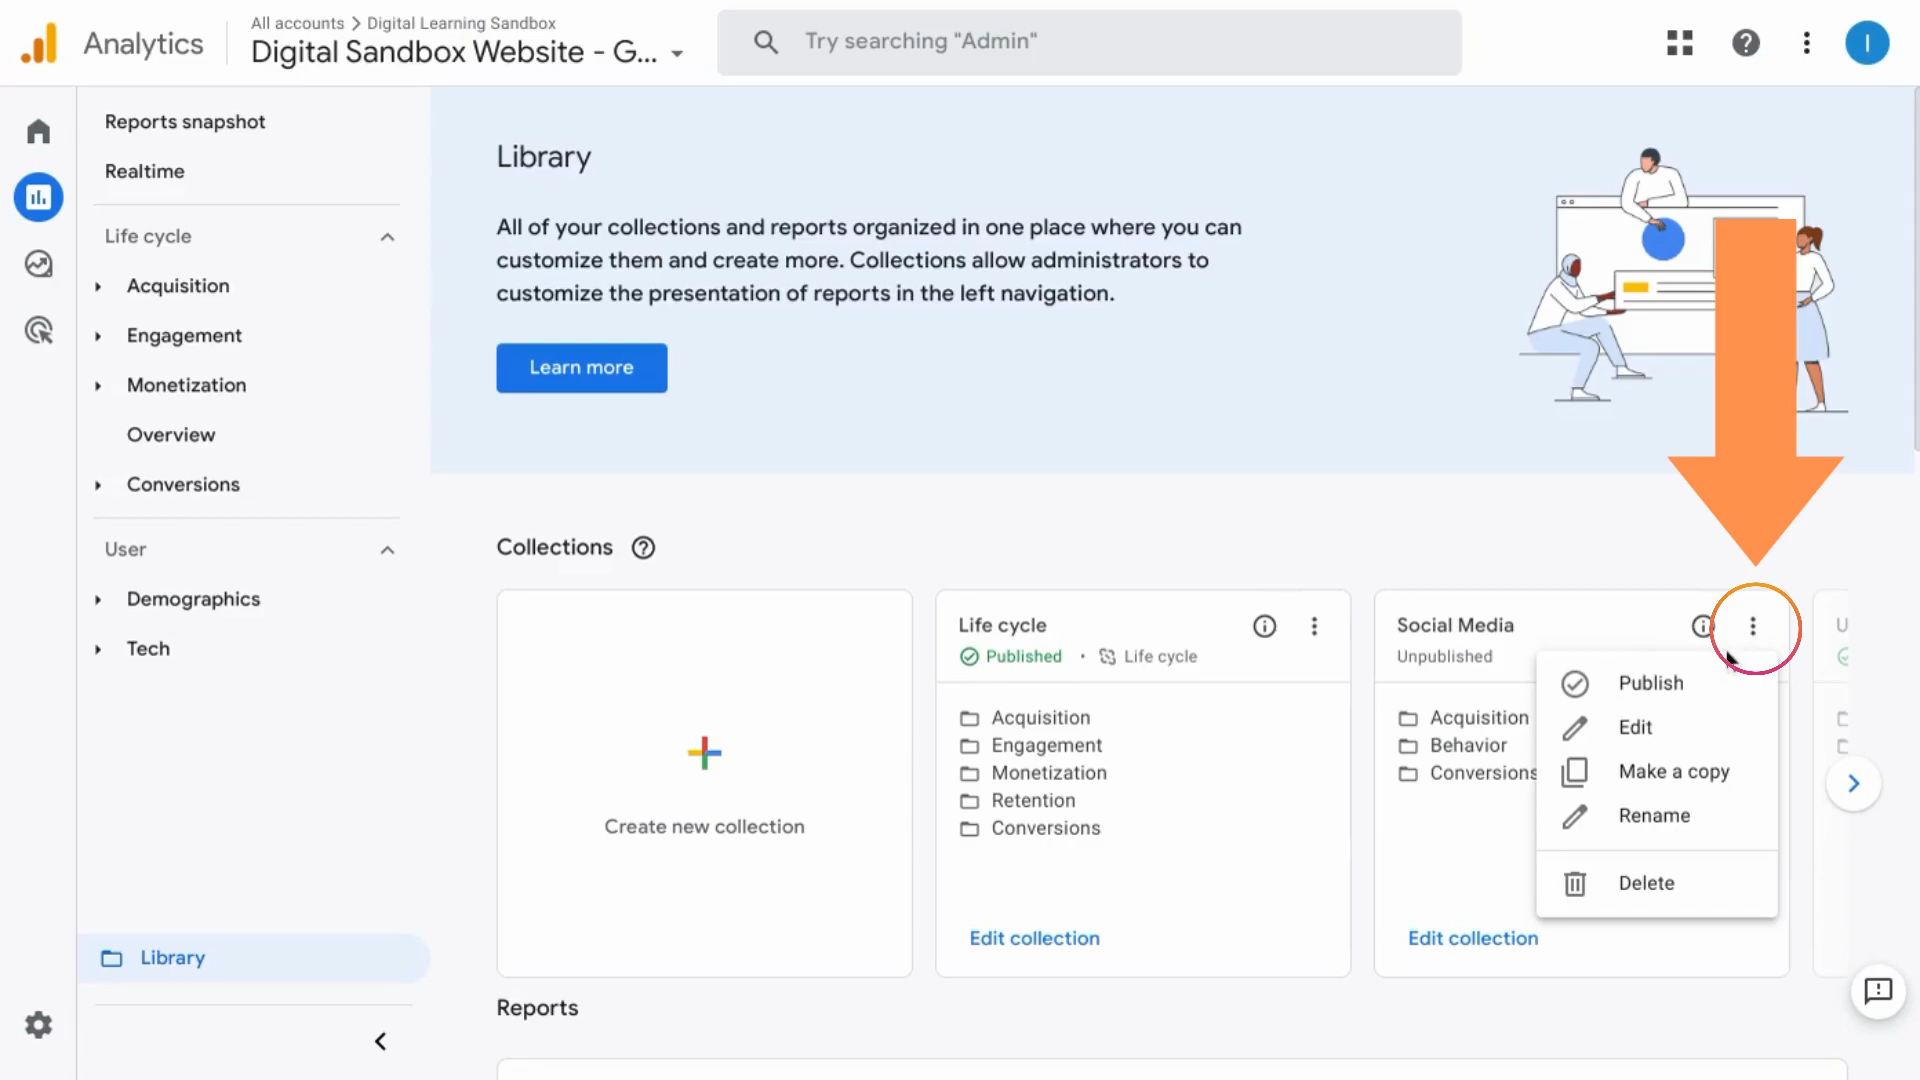 Analytics
All accounts > Digital Learning Sandbox
Digital Sandbox Website - G...
Try searching "Admin"
I
Reports snapshot
Realtime
Life cycle
Acquisition
Engagement
Monetization
Overview
Conversions
User
Demographics
Tech
Library
Library
All of your collections and reports organized in one place where you can
customize them and create more. Collections allow administrators to
customize the presentation of reports in the left navigation.
Learn more
Collections
Create new collection
Life cycle
Published • Life cycle
Acquisition
Engagement
Monetization
Retention
Conversions
Edit collection
Social Media
Unpublished
Acquisition
Behavior
Conversions
Edit collection
Publish
Edit
Make a copy
Rename
Delete
U
Reports